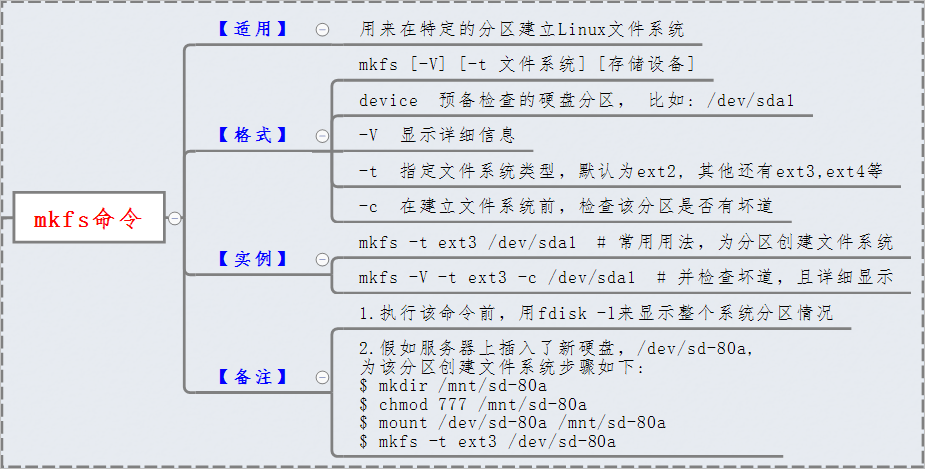 mkfs命令
【适用】
用来在特定的分区建立Linux文件系统
【格式】
mkfs [-V] [-t 文件系统] [存储设备]
device  预备检查的硬盘分区， 比如: /dev/sda1
-V  显示详细信息
-t  指定文件系统类型，默认为ext2, 其他还有ext3,ext4等
-c  在建立文件系统前，检查该分区是否有坏道
【实例】
mkfs -t ext3 /dev/sda1  # 常用用法，为分区创建文件系统
mkfs -V -t ext3 -c /dev/sda1  # 并检查坏道，且详细显示
【备注】
1.执行该命令前，用fdisk -l来显示整个系统分区情况
2.假如服务器上插入了新硬盘，/dev/sd-80a,
为该分区创建文件系统步骤如下:
$ mkdir /mnt/sd-80a
$ chmod 777 /mnt/sd-80a
$ mount /dev/sd-80a /mnt/sd-80a
$ mkfs -t ext3 /dev/sd-80a